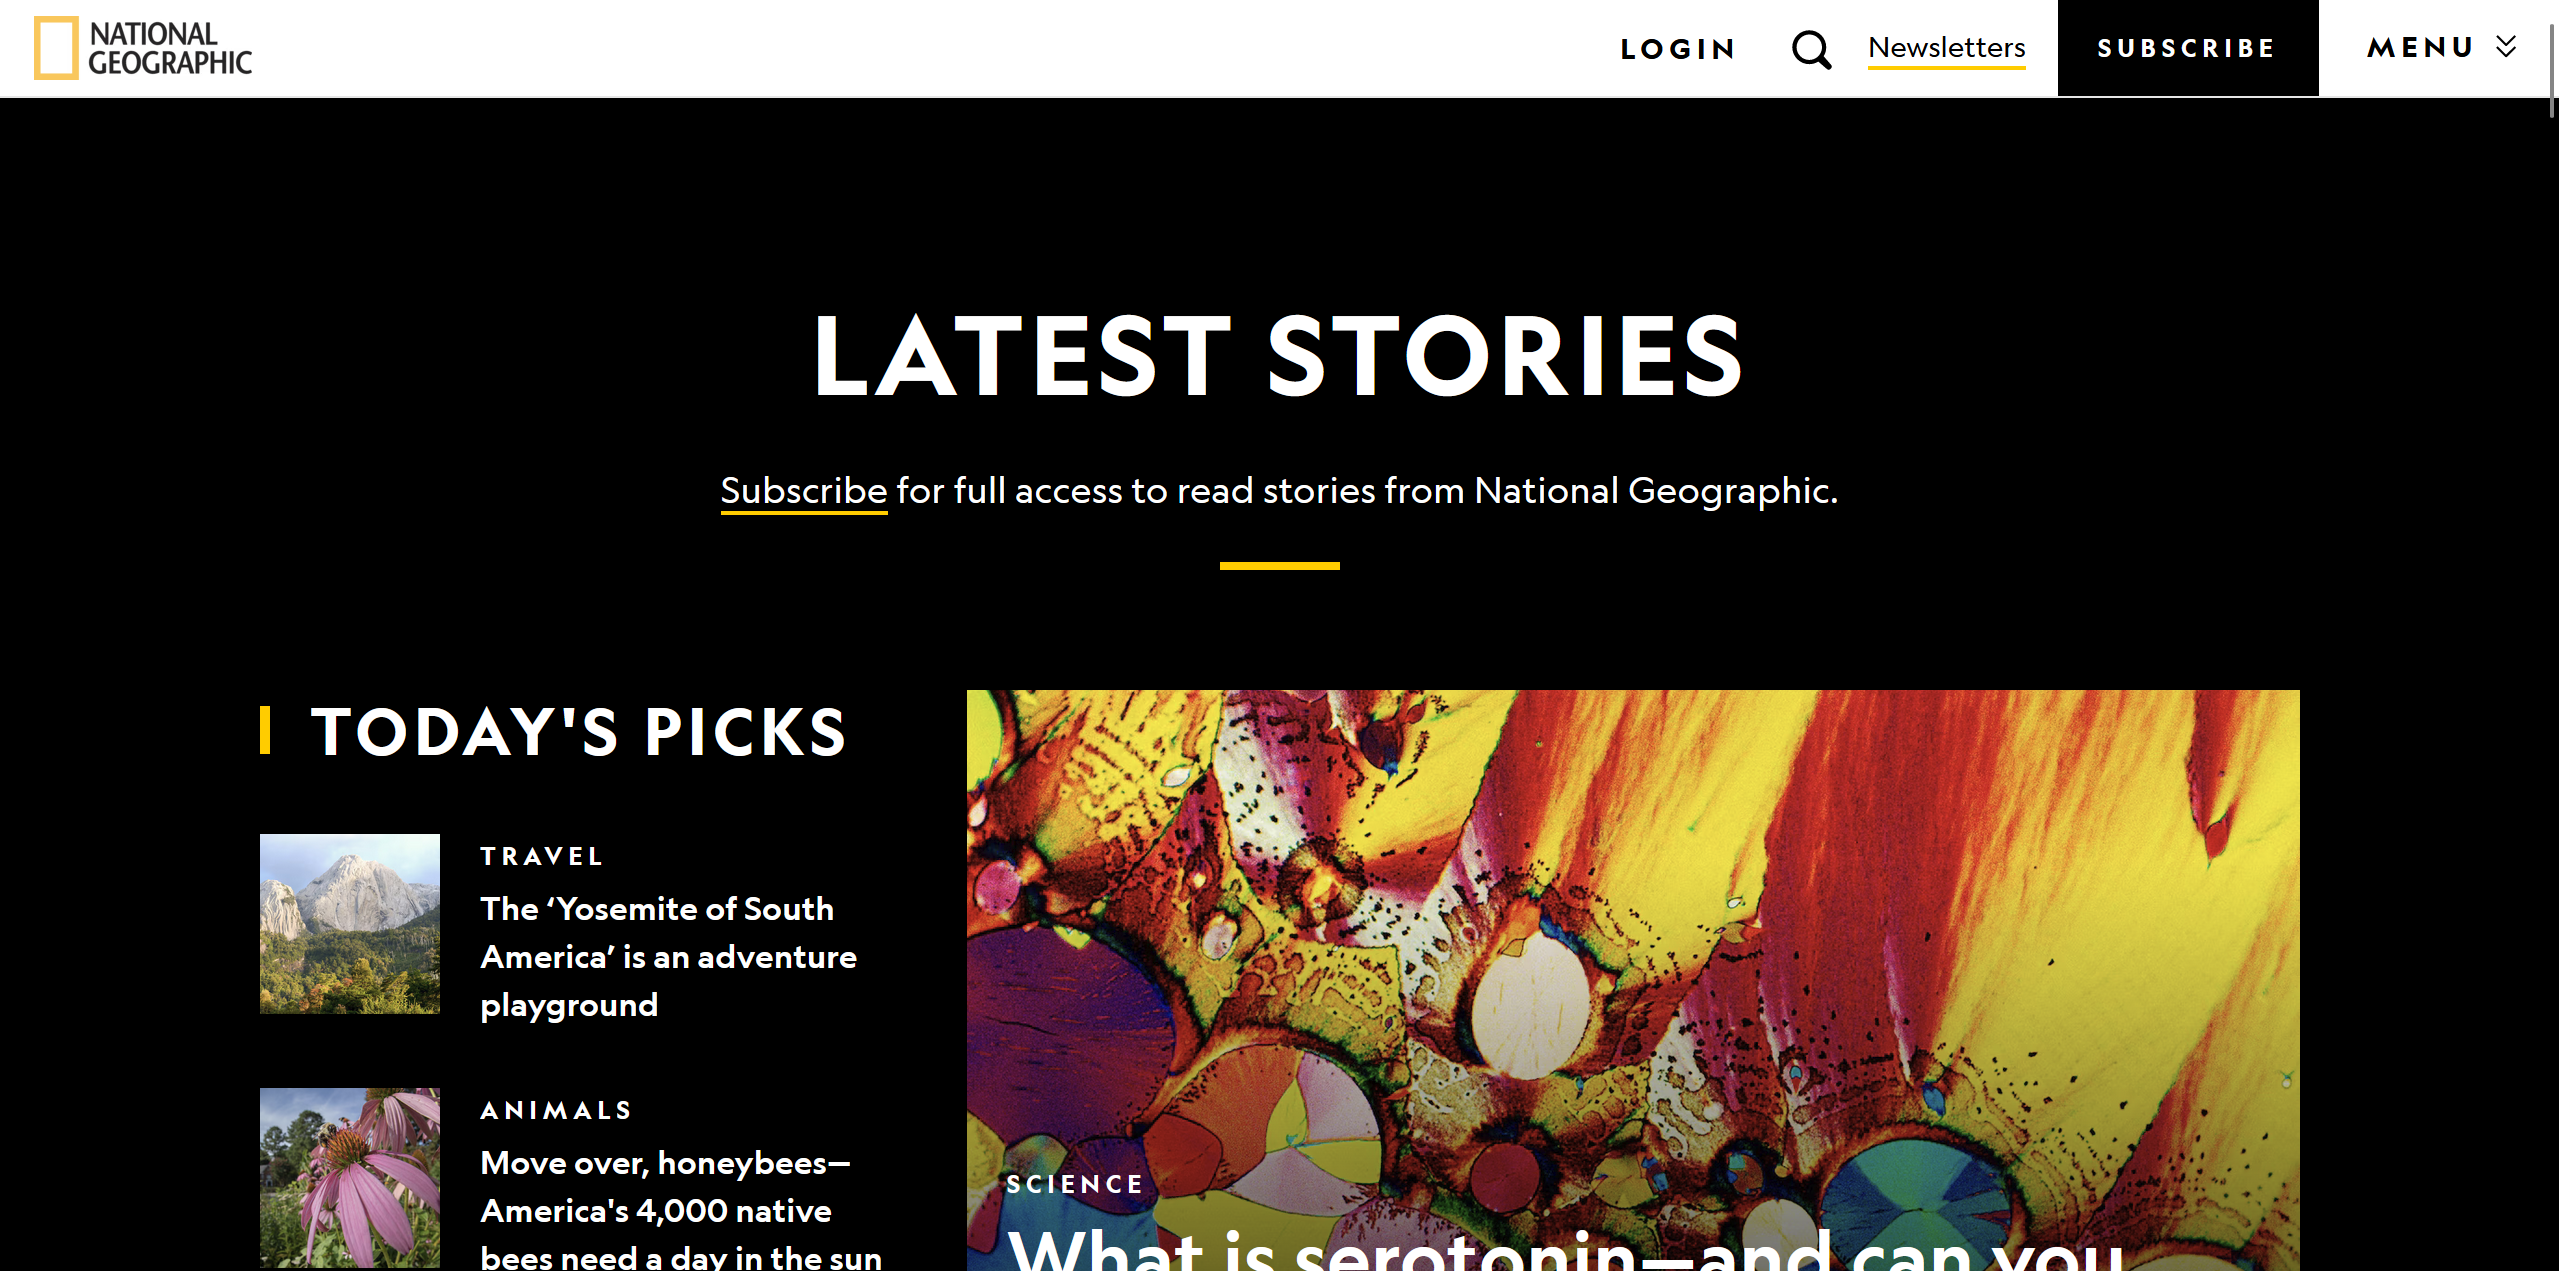 NATIONAL
GEOGRAPHIC
LOGIN
Newsletters
SUBSCRIBE
MENU
LATEST STORIES
Subscribe for full access to read stories from National Geographic.
TODAY'S PICKS
TRAVEL
The ‘Yosemite of South
America’ is an adventure
playground
ANIMALS
Move over, honeybees—
America's 4,000 native
bees need a day in the sun
SCIENCE
What is serotonin—and can you